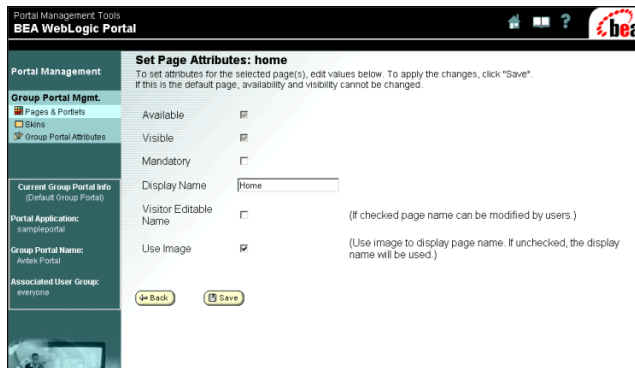 Portal Management Tools
BEA WebLogic Portal
?
bea
Portal Management
Group Portal Mgmt.
Pages & Portlets
Skins
Group Portal Attributes
Current Group Portal Info
(Default Group Portal)
Portal Application:
sampleportal
Group Portal Name:
Avitek Portal
Associated User Group:
everyone
Set Page Attributes: home
To set attributes for the selected page(s), edit values below. To apply the changes, click "Save".
If this is the default page, availability and visibility cannot be changed.
Available
Visible
Mandatory
Display Name
Home
Visitor Editable
Name
(If checked page name can be modified by users.)
Use Image
(Use image to display page name. If unchecked, the display
name will be used.)
Back
Save